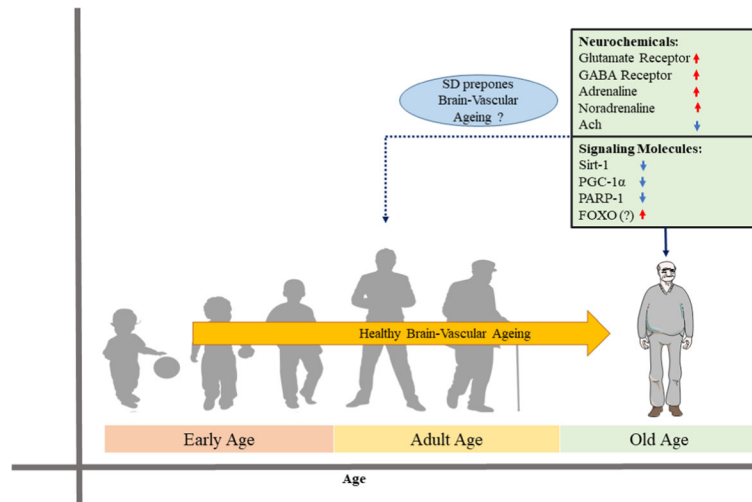 Neurochemicals:
Glutamate Receptor
GABA Receptor
Adrenaline
Noradrenaline
Ach
Signaling Molecules:
Sirt-1
PGC-1α
PARP-1
FOXO (?)
SD prepones
Brain-Vascular
Ageing ?
Healthy Brain-Vascular Ageing
Early Age
Adult Age
Old Age
Age